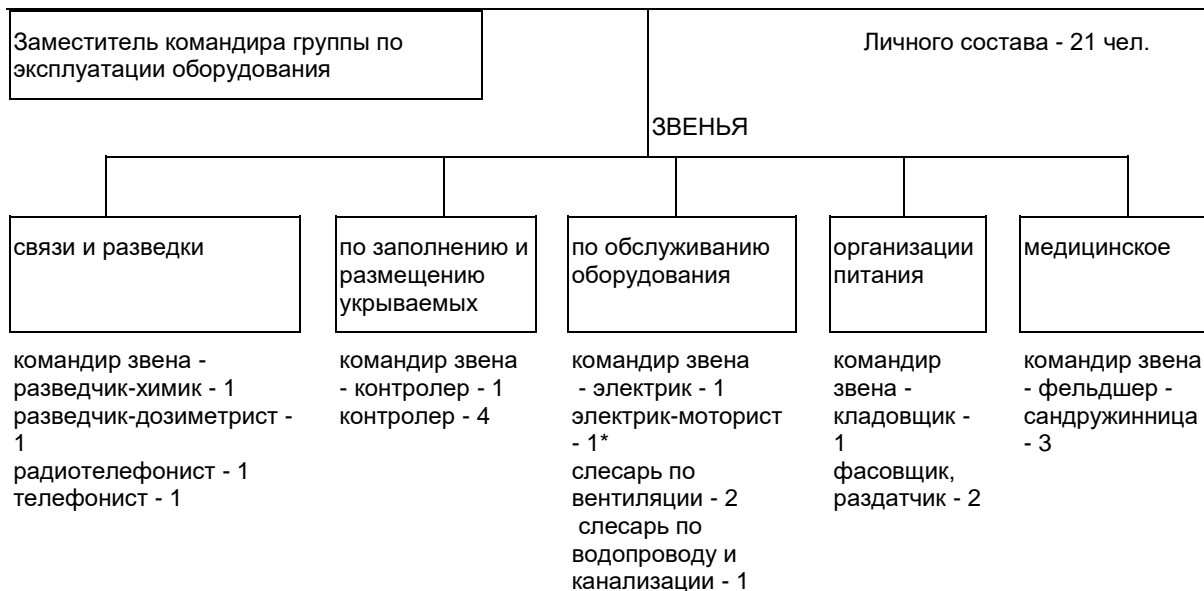 Заместитель командира группы по
эксплуатации оборудования
Личного состава - 21 чел.
ЗВЕНЬЯ
связи и разведки
по заполнению и
размещению
укрываемых
по обслуживанию
оборудования
организации
питания
медицинское
командир звена -
разведчик-химик - 1
разведчик-дозиметрист -
1
радиотелефонист - 1
телефонист - 1
командир звена
- контролер - 1
контролер - 4
командир звена
- электрик - 1
электрик-моторист
- 1*
слесарь по
вентиляции - 2
слесарь по
водопроводу и
канализации - 1
командир
звена -
кладовщик -
1
фасовщик,
раздатчик - 2
командир звена
- фельдшер -
сандружинница
- 3